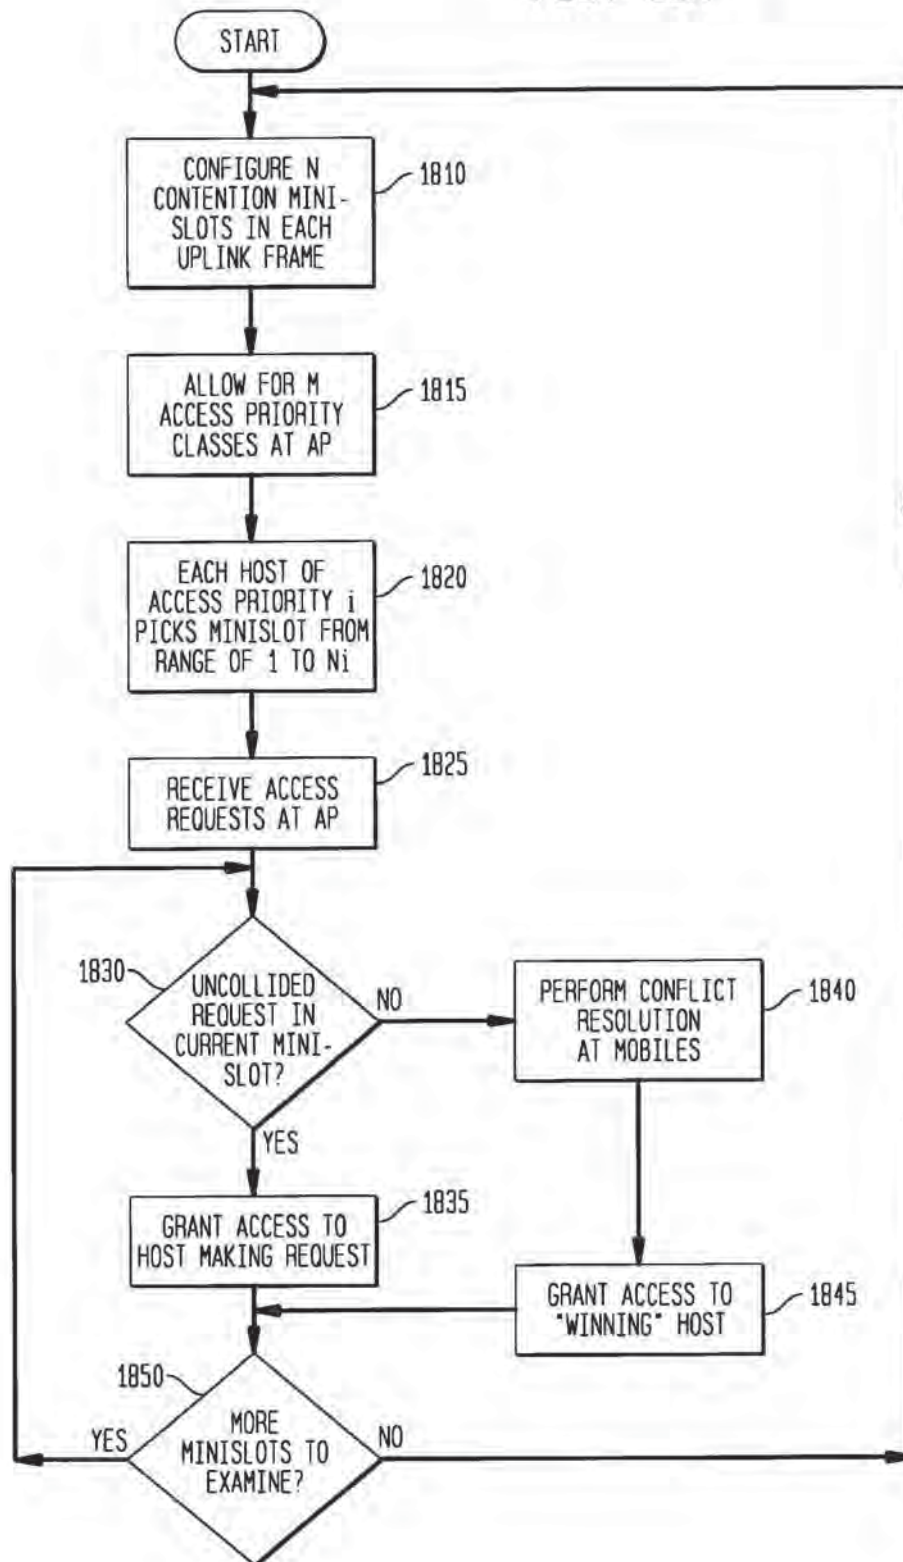 START
CONFIGURE N
CONTENTION MINI-
SLOTS IN EACH
UPLINK FRAME
1810
ALLOW FOR M
ACCESS PRIORITY
CLASSES AT AP
1815
EACH HOST OF
ACCESS PRIORITY i
PICKS MINISLOT FROM
RANGE OF 1 TO Ni
1820
RECEIVE ACCESS
REQUESTS AT AP
1825
1830
UNCOLLIDED
REQUEST IN
CURRENT MINI-
SLOT?
NO
YES
PERFORM CONFLICT
RESOLUTION
AT MOBILES
1840
GRANT ACCESS TO
HOST MAKING REQUEST
1835
GRANT ACCESS TO
"WINNING" HOST
1845
1850
MORE
MINISLOTS TO
EXAMINE?
YES
NO